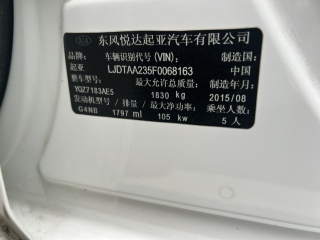 KIA 东风悦达起亚汽车有限公司
品牌: 车辆识别代号(VIN): 制造国:
起亚 LJDTAA235F0068163 中国
整车型号: 最大允许总质量: 制造年月:
YQZ7183AE5 1830 kg 2015/08
发动机型号 / 排量 / 最大净功率: 乘坐人数:
G4NB 1797 ml 105 kw 5 人